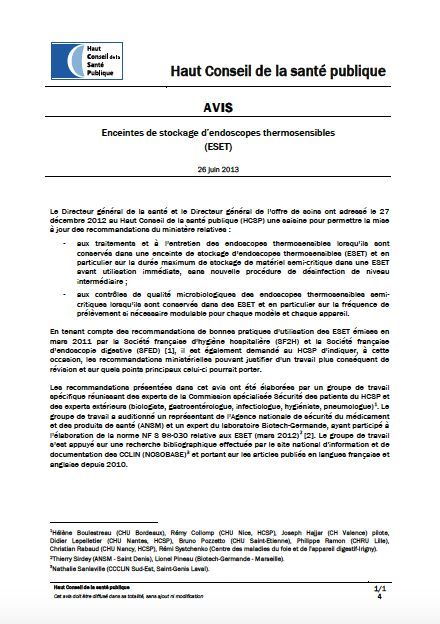 Haut
Conseil de la
Santé
Publique
Haut Conseil de la santé publique
AVIS
Enceintes de stockage d'endoscopes thermosensibles
(ESET)
26 juin 2013
Le Directeur général de la santé et le Directeur général de l'offre de soins ont adressé le 27
décembre 2012 au Haut Conseil de la santé publique (HCSP) une saisine pour permettre la mise
à jour des recommandations du ministère relatives :
- aux traitements et à l'entretien des endoscopes thermosensibles lorsqu'ils sont
conservés dans une enceinte de stockage d'endoscopes thermosensibles (ESET) et en
particulier sur la durée maximum de stockage de matériel semi-critique dans une ESET
avant utilisation immédiate, sans nouvelle procédure de désinfection de niveau
intermédiaire ;
- aux contrôles de qualité microbiologiques des endoscopes thermosensibles semi-
critiques lorsqu'ils sont conservés dans des ESET et en particulier sur la fréquence de
prélèvement si nécessaire modulable pour chaque modèle et chaque appareil.
En tenant compte des recommandations de bonnes pratiques d'utilisation des ESET émises en
mars 2011 par la Société française d'hygiène hospitalière (SF2H) et la Société française
d'endoscopie digestive (SFED) [1], il est également demandé au HCSP d'indiquer, à cette
occasion, les recommandations ministérielles pouvant justifier d'un travail plus conséquent de
révision et sur quels points principaux celui-ci pourrait porter.
Les recommandations présentées dans cet avis ont été élaborées par un groupe de travail
spécifique réunissant des experts de la Commission spécialisée Sécurité des patients du HCSP et
des experts extérieurs (biologiste, gastroentérologue, infectiologue, hygiéniste, pneumologue)¹. Le
groupe de travail a auditionné un représentant de l'Agence nationale de sécurité du médicament
et des produits de santé (ANSM) et un expert du laboratoire Biotech-Germande, ayant participé à
l'élaboration de la norme NF S 98-030 relative aux ESET (mars 2012)² [2]. Le groupe de travail
s'est appuyé sur une recherche bibliographique effectuée par le site national d'information et de
documentation des CCLIN (NOSOBASE)³ et portant sur les articles publiés en langues française et
anglaise depuis 2010.
¹Hélène Boulestreau (CHU Bordeaux), Rémy Collomp (CHU Nice, HCSP), Joseph Hajjar (CH Valence) pilote,
Didier Lepelletier (CHU Nantes, HCSP), Bruno Pozzetto (CHU Saint-Etienne), Philippe Ramon (CHRU Lille),
Christian Rabaud (CHU Nancy, HCSP), Rémi Systchenko (Centre des maladies du foie et de l'appareil digestif-Irigny).
²Thierry Sirdey (ANSM - Saint Denis), Lionel Pineau (Biotech-Germande - Marseille).
³Nathalie Sanlaville (CCCLIN Sud-Est, Saint-Genis Laval).
Haut Conseil de la santé publique
1/1
Cet avis doit être diffusé dans sa totalité, sans ajout ni modification
4